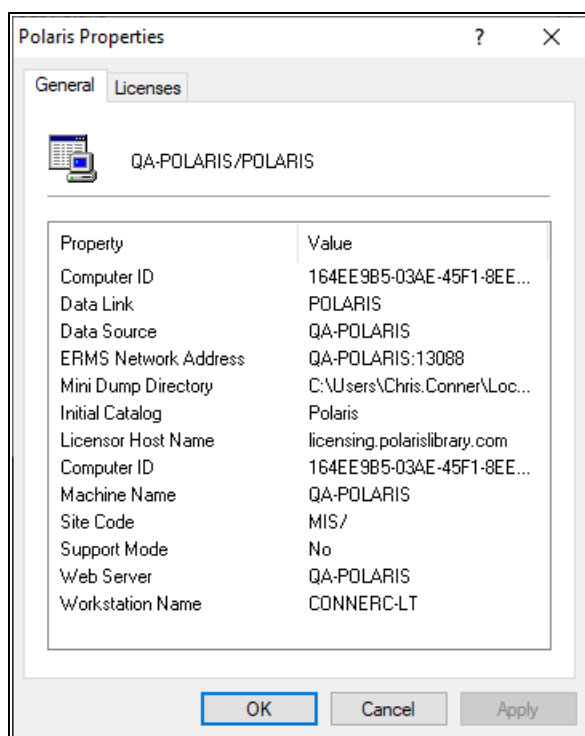 Polaris Properties ? ×
General Licenses
QA-POLARIS/POLARIS
Property Value
Computer ID 164EE9B5-03AE-45F1-8EE...
Data Link POLARIS
Data Source QA-POLARIS
ERMS Network Address QA-POLARIS:13088
Mini Dump Directory C:\Users\Chris.Conner\Loc...
Initial Catalog Polaris
Licensor Host Name licensing.polarislibrary.com
Computer ID 164EE9B5-03AE-45F1-8EE...
Machine Name QA-POLARIS
Site Code MIS/
Support Mode No
Web Server QA-POLARIS
Workstation Name CONNERC-LT
OK Cancel Apply